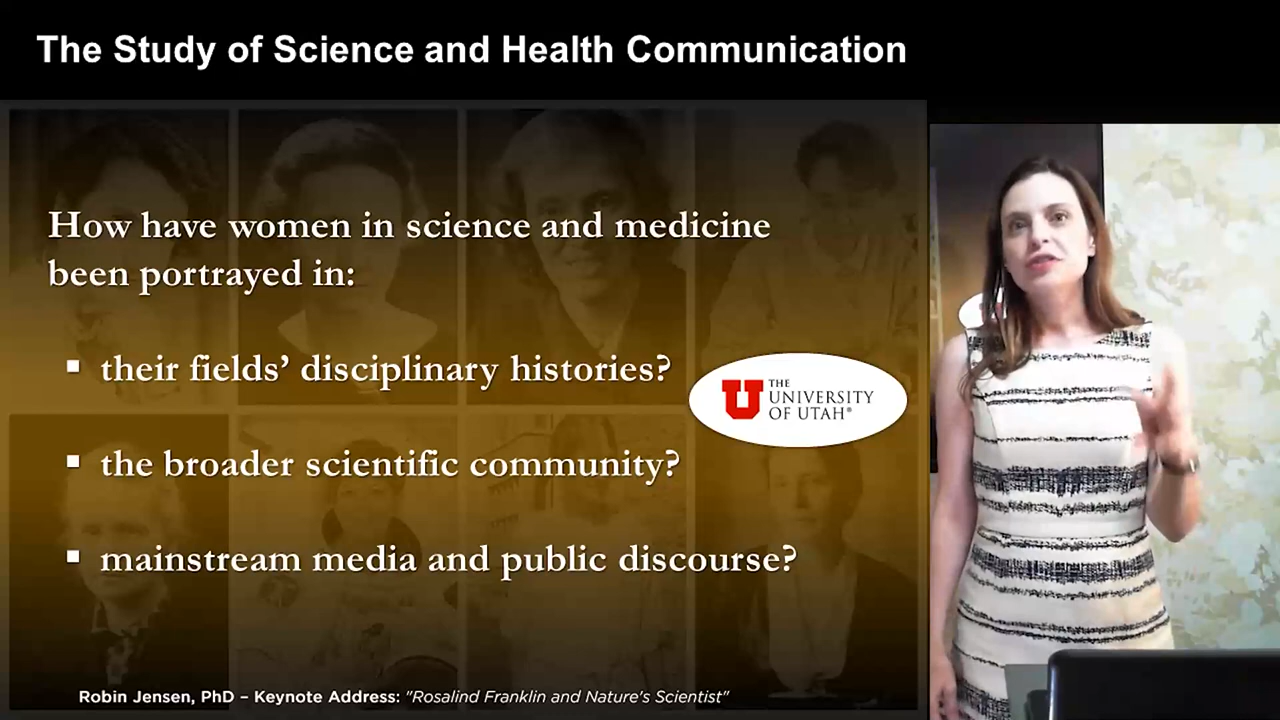 The Study of Science and Health Communication
How have women in science and medicine
been portrayed in:
▪ their fields’ disciplinary histories?
▪ the broader scientific community?
▪ mainstream media and public discourse?
U THE
UNIVERSITY
OF UTAH®
Robin Jensen, PhD – Keynote Address: "Rosalind Franklin and Nature's Scientist"